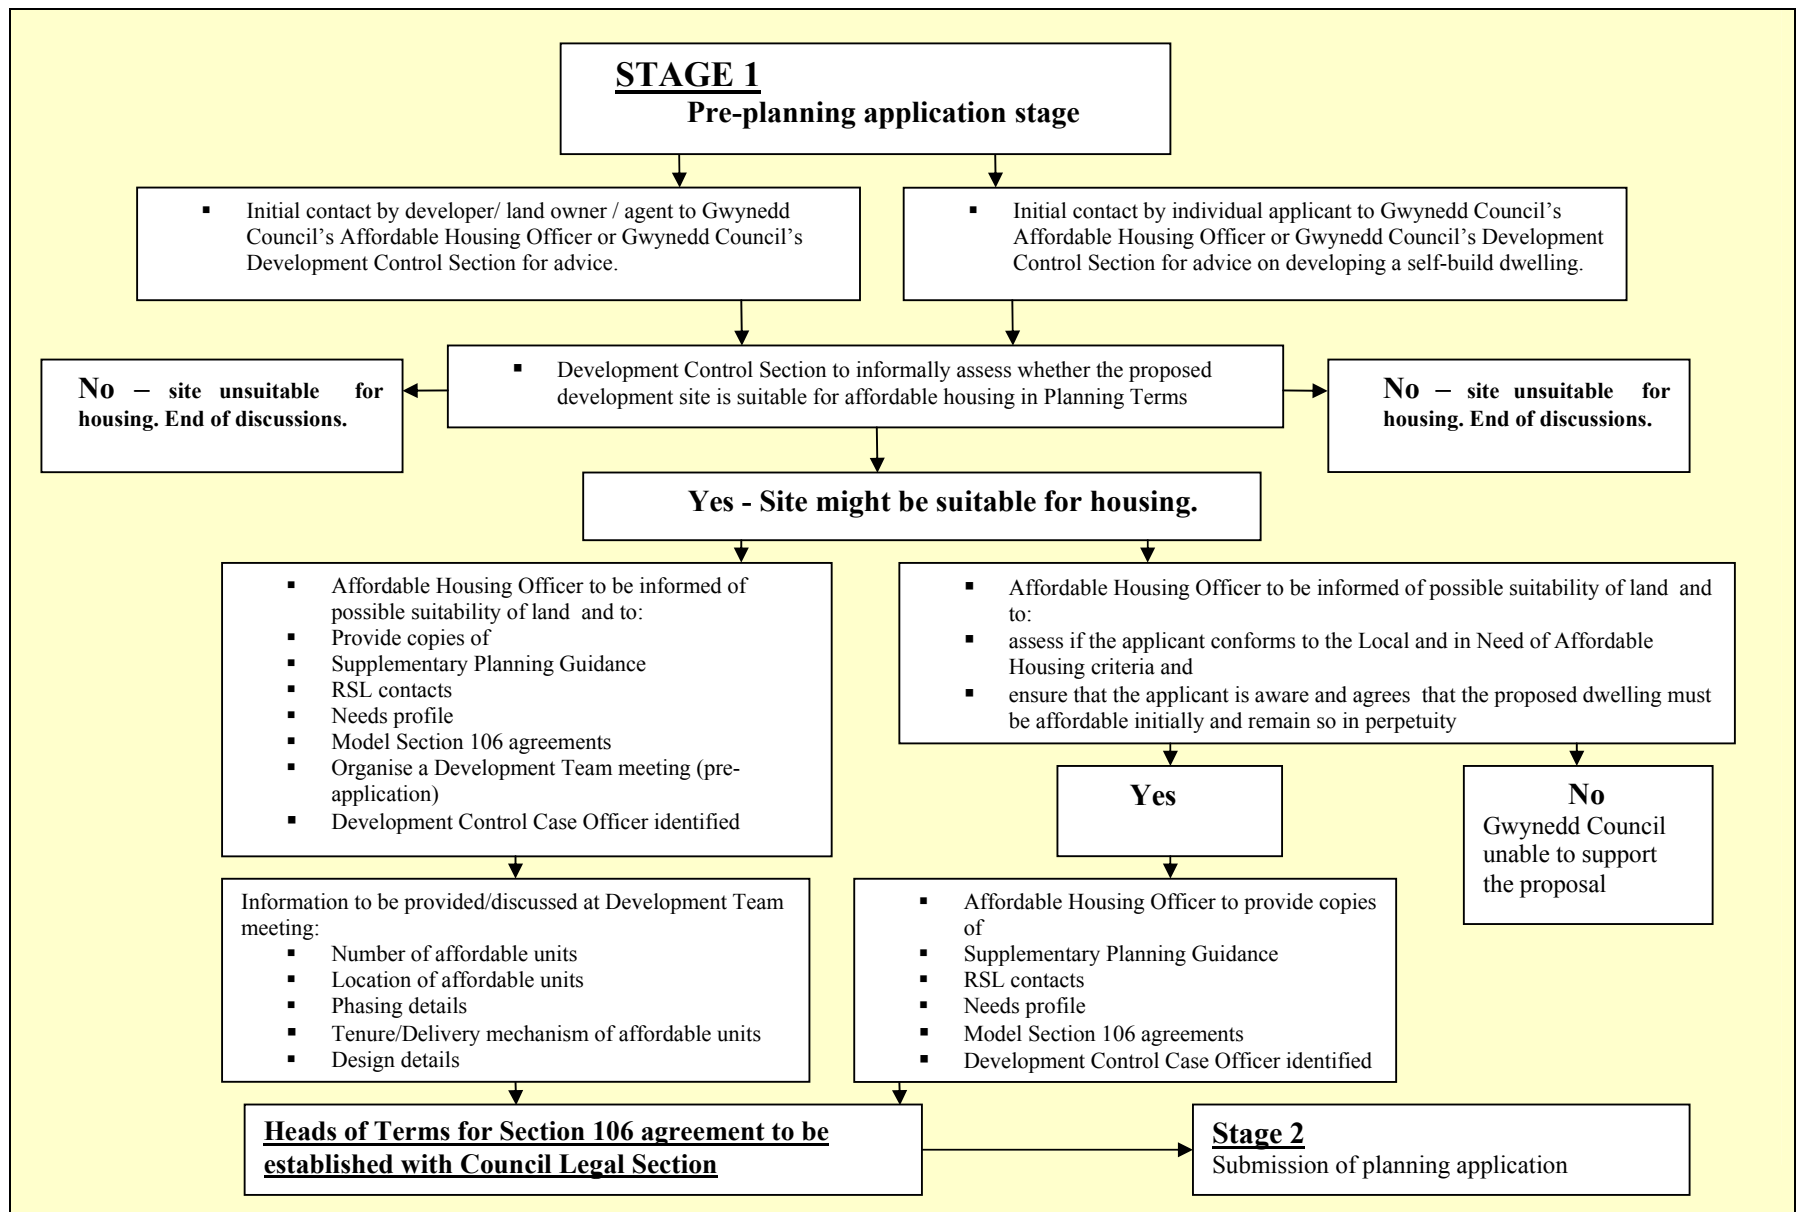 STAGE 1
Pre-planning application stage
▪ Initial contact by developer/ land owner / agent to Gwynedd
Council’s Affordable Housing Officer or Gwynedd Council’s
Development Control Section for advice.
▪ Initial contact by individual applicant to Gwynedd Council’s
Affordable Housing Officer or Gwynedd Council’s Development
Control Section for advice on developing a self-build dwelling.
No – site unsuitable for
housing. End of discussions.
▪ Development Control Section to informally assess whether the proposed
development site is suitable for affordable housing in Planning Terms
No – site unsuitable for
housing. End of discussions.
Yes - Site might be suitable for housing.
▪ Affordable Housing Officer to be informed of
possible suitability of land and to:
▪ Provide copies of
▪ Supplementary Planning Guidance
▪ RSL contacts
▪ Needs profile
▪ Model Section 106 agreements
▪ Organise a Development Team meeting (pre-
application)
▪ Development Control Case Officer identified
▪ Affordable Housing Officer to be informed of possible suitability of land and
to:
▪ assess if the applicant conforms to the Local and in Need of Affordable
Housing criteria and
▪ ensure that the applicant is aware and agrees that the proposed dwelling must
be affordable initially and remain so in perpetuity
Yes
No
Gwynedd Council
unable to support
the proposal
Information to be provided/discussed at Development Team
meeting:
▪ Number of affordable units
▪ Location of affordable units
▪ Phasing details
▪ Tenure/Delivery mechanism of affordable units
▪ Design details
▪ Affordable Housing Officer to provide copies
of
▪ Supplementary Planning Guidance
▪ RSL contacts
▪ Needs profile
▪ Model Section 106 agreements
▪ Development Control Case Officer identified
Heads of Terms for Section 106 agreement to be
established with Council Legal Section
Stage 2
Submission of planning application